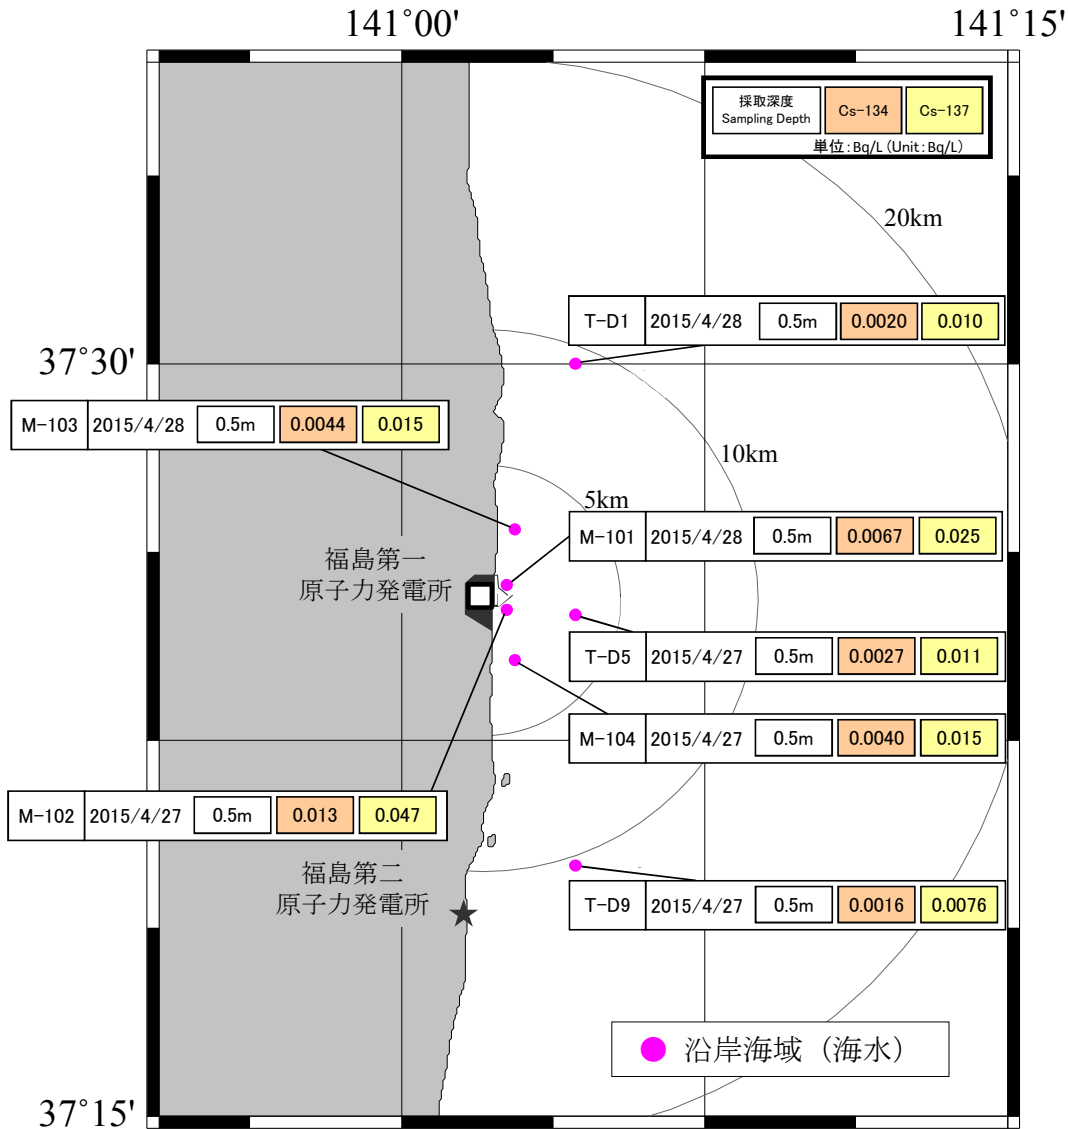 141°00'
141°15'
採取深度
Sampling Depth
Cs-134
Cs-137
単位:Bq/L (Unit:Bq/L)
20km
T-D1 2015/4/28 0.5m 0.0020 0.010
37°30'
M-103 2015/4/28 0.5m 0.0044 0.015
10km
5km
M-101 2015/4/28 0.5m 0.0067 0.025
福島第一
原子力発電所
T-D5 2015/4/27 0.5m 0.0027 0.011
M-104 2015/4/27 0.5m 0.0040 0.015
M-102 2015/4/27 0.5m 0.013 0.047
福島第二
原子力発電所
T-D9 2015/4/27 0.5m 0.0016 0.0076
沿岸海域（海水）
37°15'